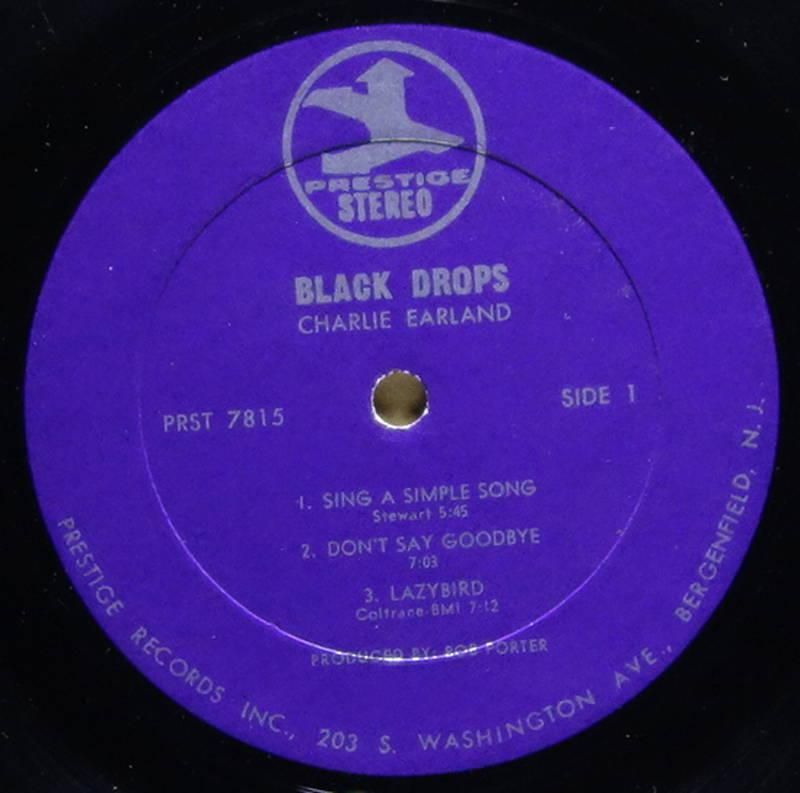 PRESTIGE
STEREO
BLACK DROPS
CHARLIE EARLAND
PRST 7815
SIDE 1
1. SING A SIMPLE SONG
Stewart 5:45
2. DON'T SAY GOODBYE
7:03
3. LAZYBIRD
Coltrane-BMI 7:12
PRODUCED BY: BOB PORTER
PRESTIGE RECORDS INC., 203 S. WASHINGTON AVE., BERGENFIELD, N. J.